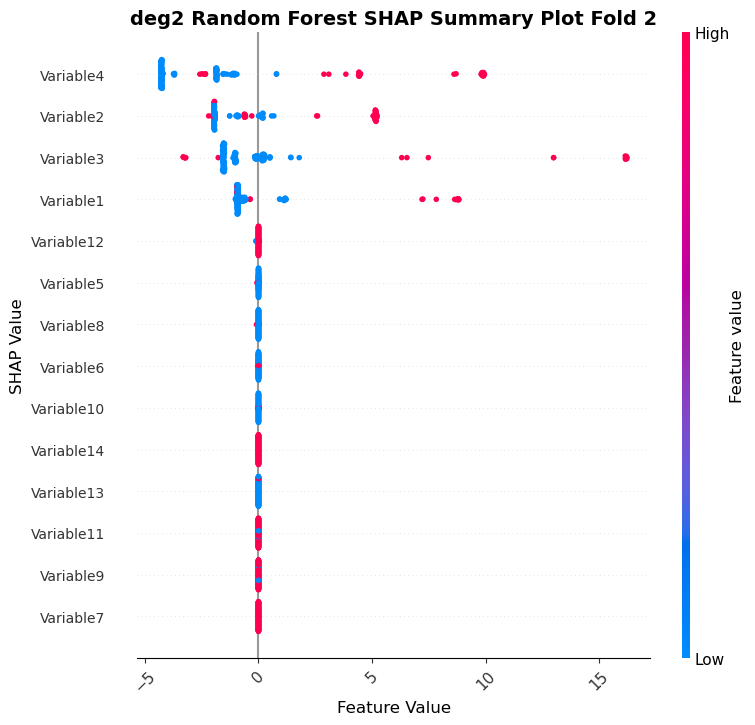 deg2 Random Forest SHAP Summary Plot Fold 2
High
Variable4
Variable2
Variable3
Variable1
Variable12
Variable5
Variable8
Variable6
Variable10
Variable14
Variable13
Variable11
Variable9
Variable7
SHAP Value
Feature value
Low
−5
0
5
10
15
Feature Value